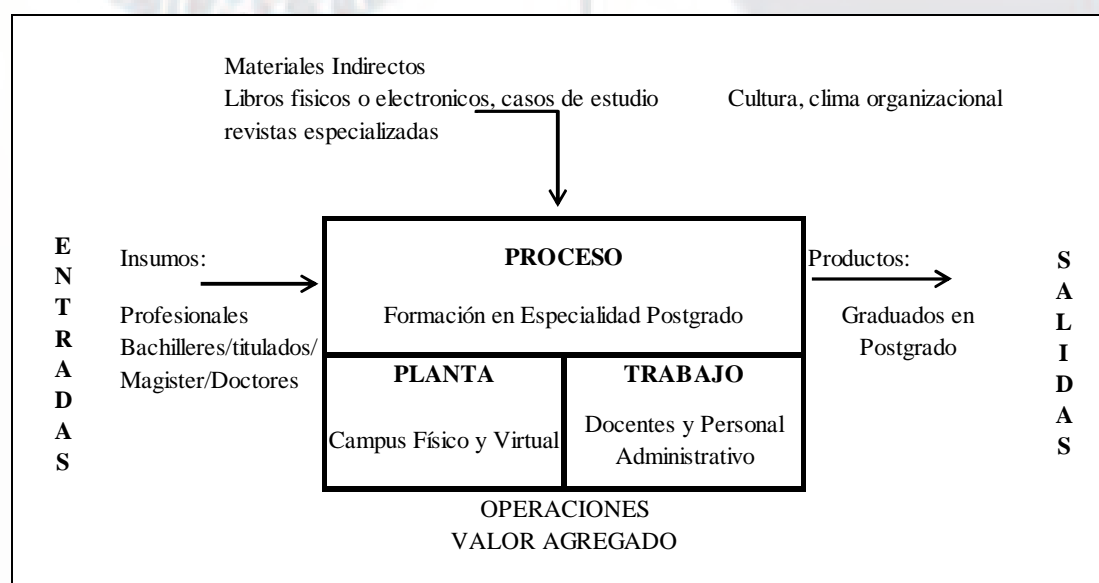 Materiales Indirectos
Libros fisicos o electronicos, casos de estudio
revistas especializadas
Cultura, clima organizacional
ENTRADAS
Insumos:
Profesionales
Bachilleres/titulados/
Magister/Doctores
PROCESO
Formación en Especialidad Postgrado
PLANTA
Campus Físico y Virtual
TRABAJO
Docentes y Personal
Administrativo
Productos:
Graduados en
Postgrado
SALIDAS
OPERACIONES
VALOR AGREGADO